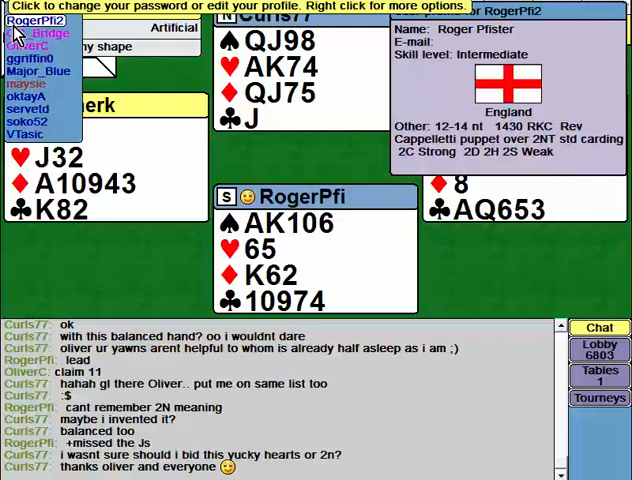 Click to change your password or edit your profile. Right click for more options.
RogerPfi2
Bridge
OliverC
ggriffin0
Major_Blue
maysie
oktayA
servetd
soko52
VTasic
Artificial
ny shape
N Curls77
♠ QJ98
♥ AK74
♦ QJ75
♣ J
for RogerPfi2
Name: Roger Pfister
E-mail:
Skill level: Intermediate
England
Other: 12-14 nt 1430 RKC Rev
Cappelletti puppet over 2NT std carding
2C Strong 2D 2H 2S Weak
erk
♥ J32
♦ A10943
♣ K82
8
♣ AQ653
S RogerPfi
♠ AK106
♥ 65
♦ K62
♣ 10974
Curls77: ok
Curls77: with this balanced hand? oo i wouldnt dare
Curls77: oliver ur yawns arent helpful to whom is already half asleep as i am ;)
RogerPfi: lead
OliverC: claim 11
Curls77: hahah gl there Oliver.. put me on same list too
Curls77: :$
RogerPfi: cant remember 2N meaning
Curls77: maybe i invented it?
Curls77: balanced too
RogerPfi: +missed the Js
Curls77: i wasnt sure should i bid this yucky hearts or 2n?
Curls77: thanks oliver and everyone
Chat
Lobby
6803
Tables
1
Tourneys